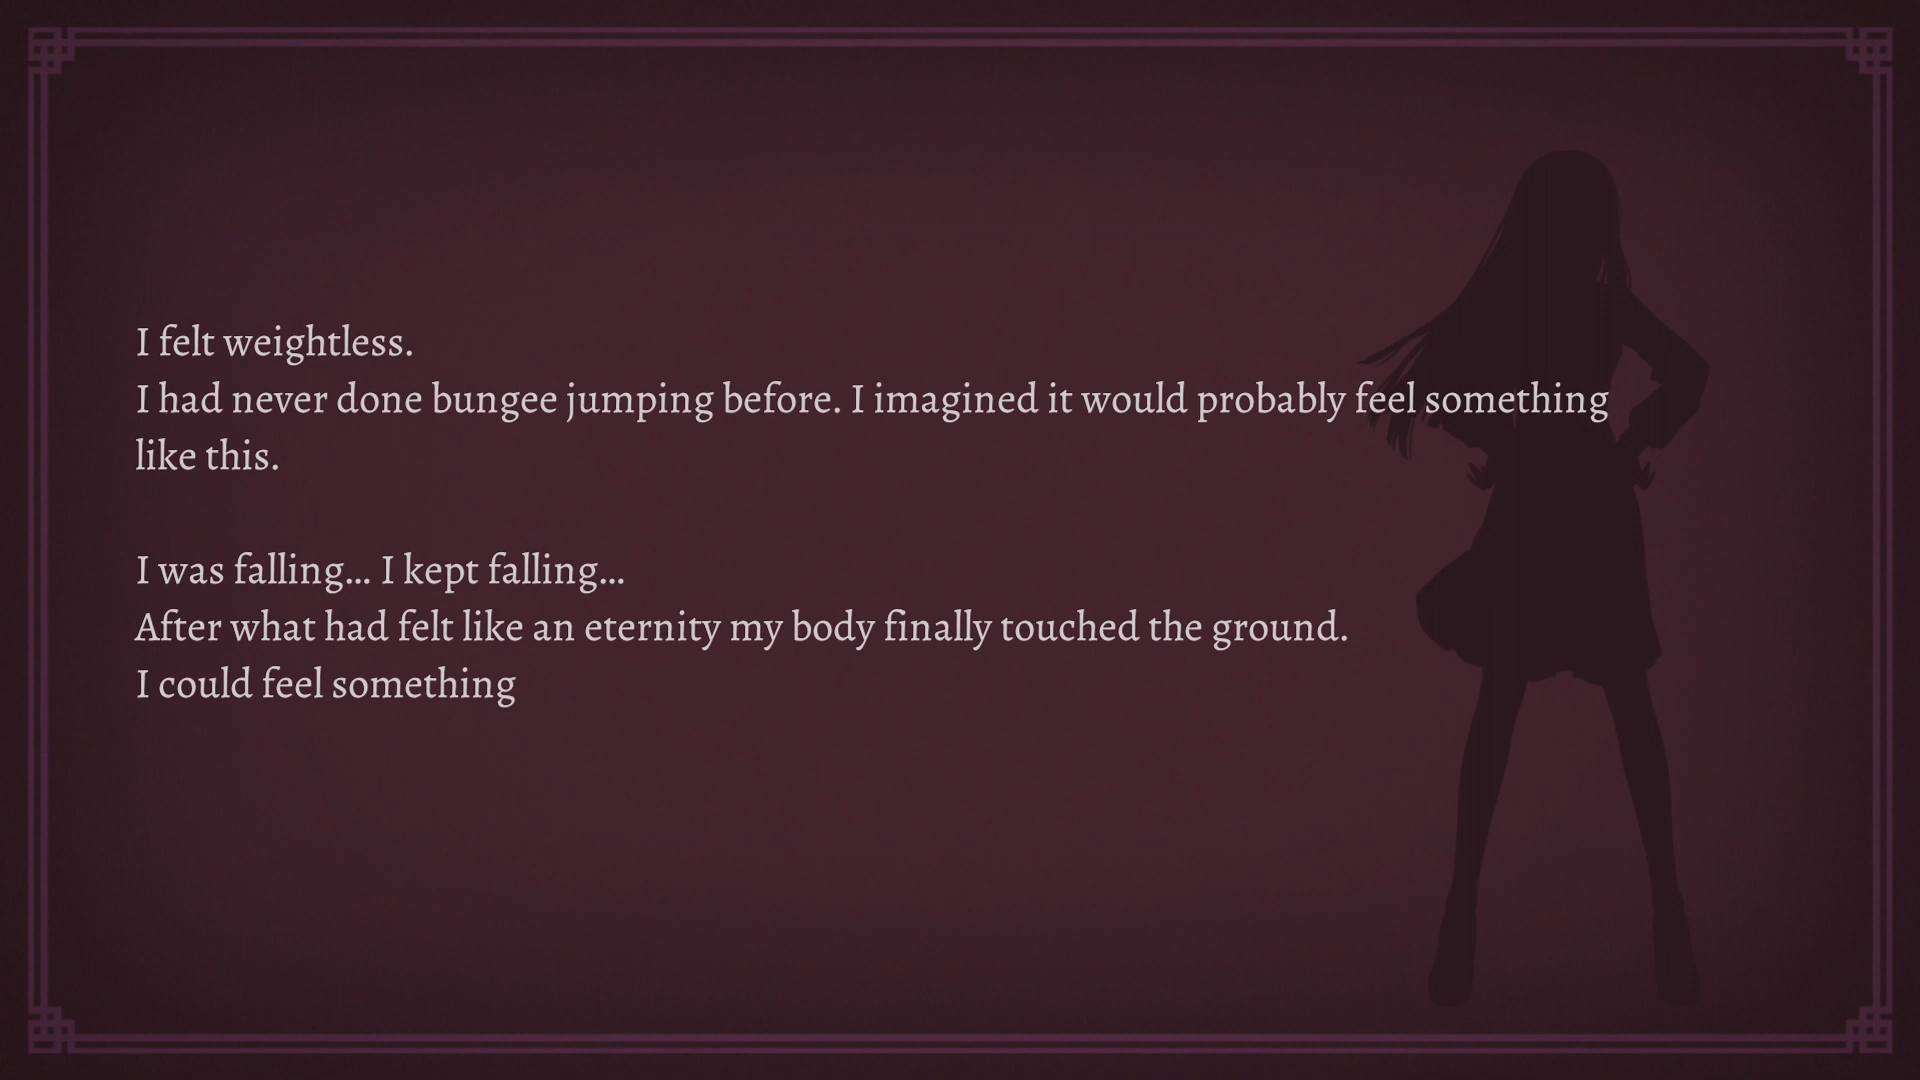 I felt weightless.
I had never done bungee jumping before. I imagined it would probably feel something
like this.
I was falling... I kept falling...
After what had felt like an eternity my body finally touched the ground.
I could feel something